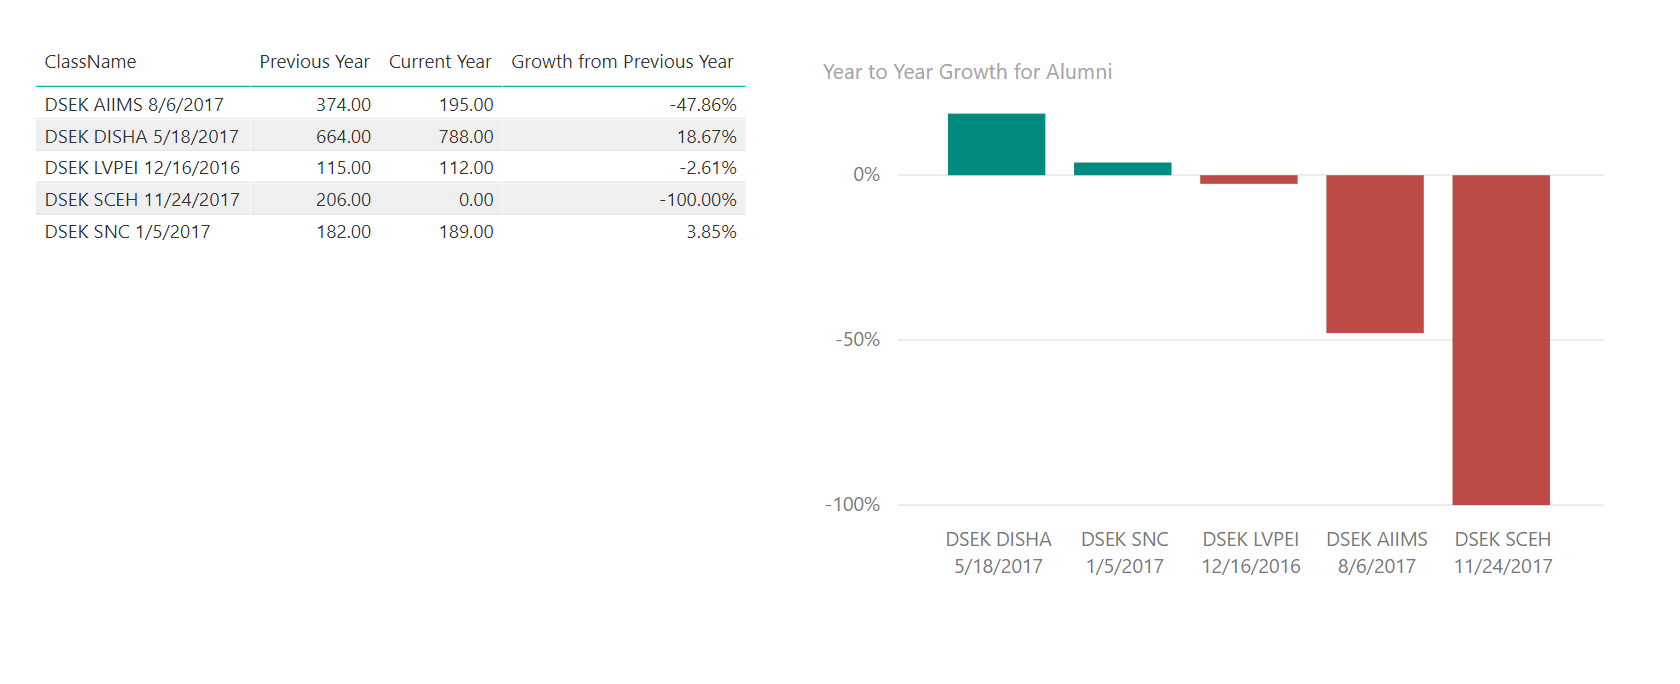 ClassName Previous Year Current Year Growth from Previous Year
DSEK AIIMS 8/6/2017 374.00 195.00 -47.86%
DSEK DISHA 5/18/2017 664.00 788.00 18.67%
DSEK LVPEI 12/16/2016 115.00 112.00 -2.61%
DSEK SCEH 11/24/2017 206.00 0.00 -100.00%
DSEK SNC 1/5/2017 182.00 189.00 3.85%
Year to Year Growth for Alumni
0%
-50%
-100%
DSEK DISHA DSEK SNC DSEK LVPEI DSEK AIIMS DSEK SCEH
5/18/2017 1/5/2017 12/16/2016 8/6/2017 11/24/2017